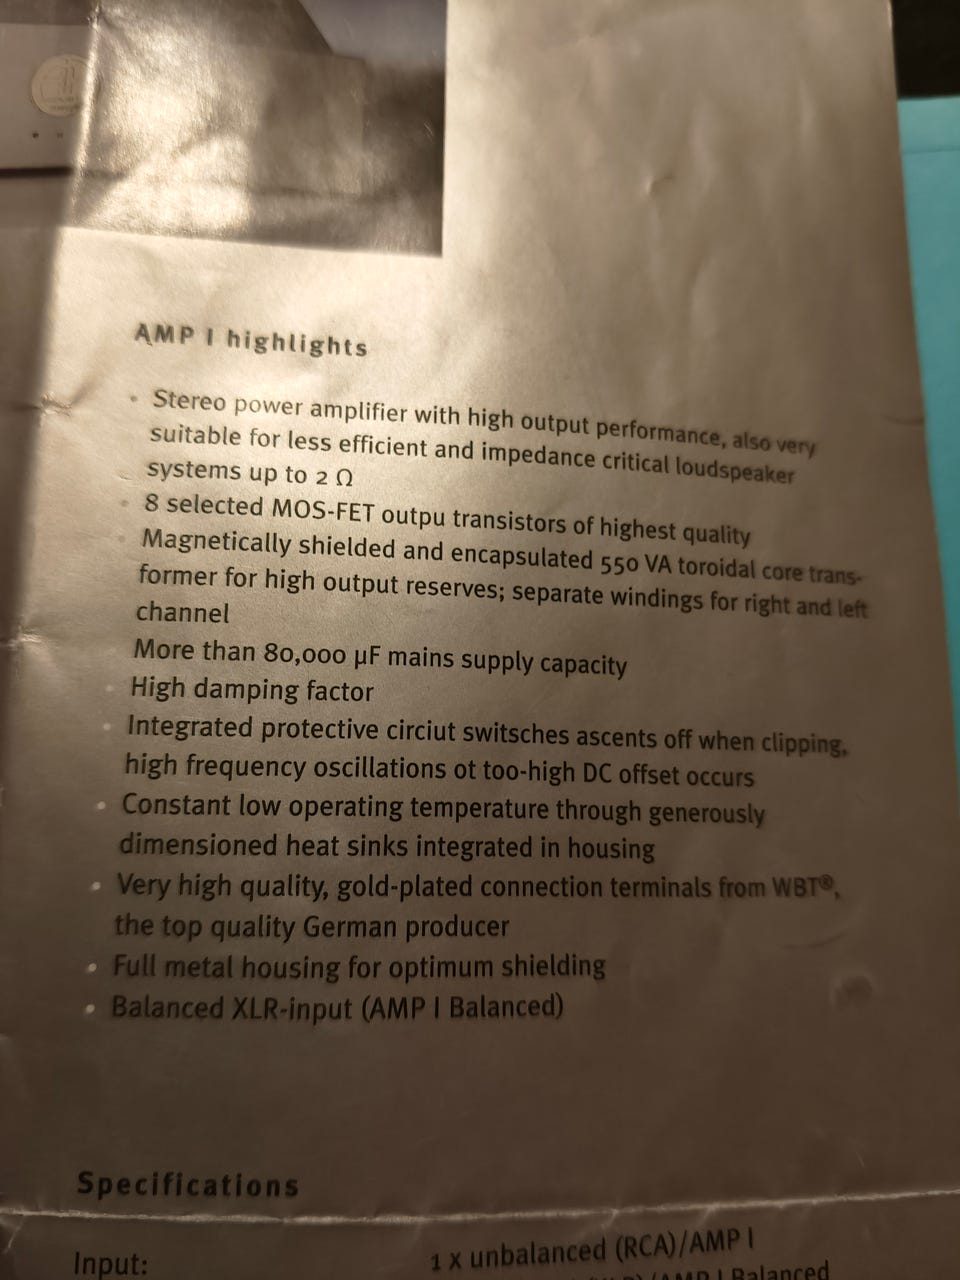 AMP I highlights
• Stereo power amplifier with high output performance, also very
suitable for less efficient and impedance critical loudspeaker
systems up to 2 Ω
• 8 selected MOS-FET outpu transistors of highest quality
• Magnetically shielded and encapsulated 550 VA toroidal core trans-
former for high output reserves; separate windings for right and left
channel
More than 80,000 µF mains supply capacity
• High damping factor
• Integrated protective circiut switsches ascents off when clipping,
high frequency oscillations ot too-high DC offset occurs
• Constant low operating temperature through generously
dimensioned heat sinks integrated in housing
• Very high quality, gold-plated connection terminals from WBT®,
the top quality German producer
• Full metal housing for optimum shielding
• Balanced XLR-input (AMP I Balanced)
Specifications
Input: 1 x unbalanced (RCA)/AMP I
AMP I Balanced